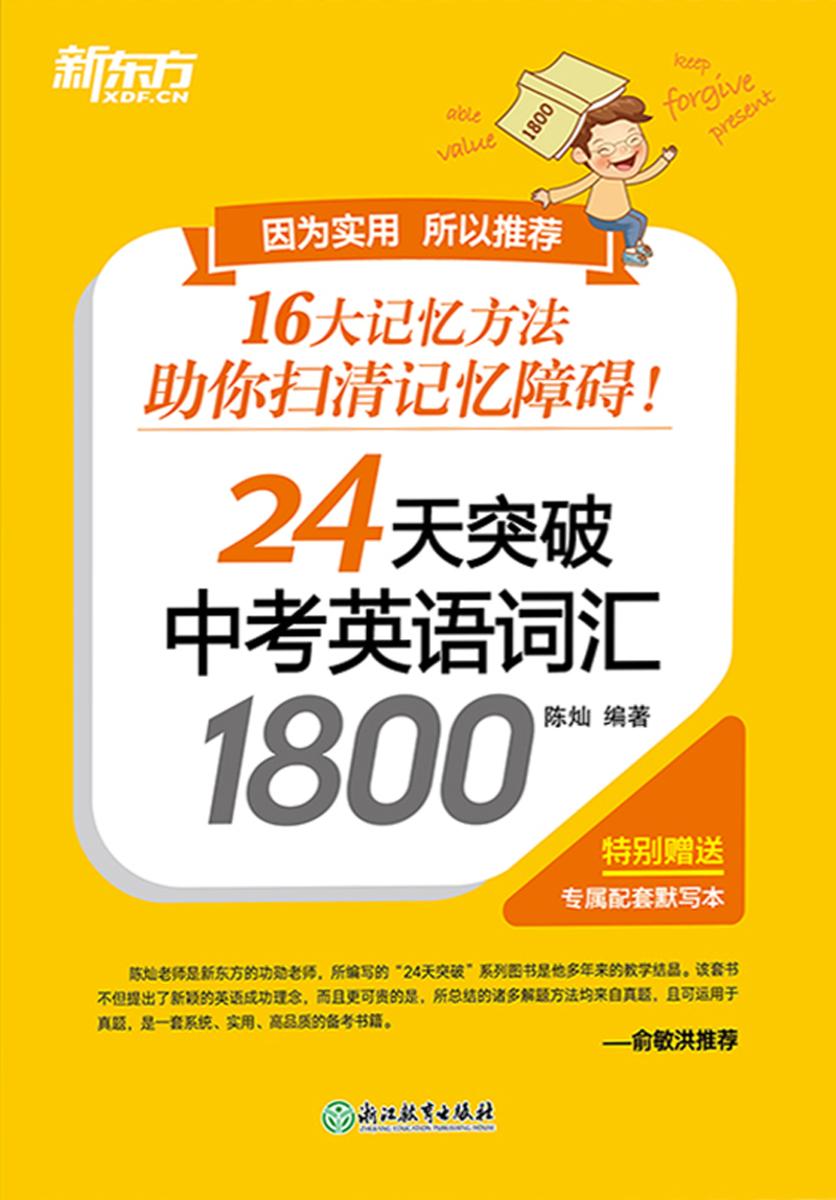 新东方
XDF.CN
able
value
1800
keep
forgive
present
因为实用 所以推荐
16大记忆方法
助你扫清记忆障碍！
24天突破
中考英语词汇
1800
陈灿 编著
特别赠送
专属配套默写本
陈灿老师是新东方的功勋老师，所编写的“24天突破”系列图书是他多年来的教学结晶。该套书
不但提出了新颖的英语成功理念，而且更可贵的是，所总结的诸多解题方法均来自真题，且可运用于
真题，是一套系统、实用、高品质的备考书籍。
——俞敏洪推荐
浙江教育出版社
ZHEJIANG EDUCATION PUBLISHING HOUSE